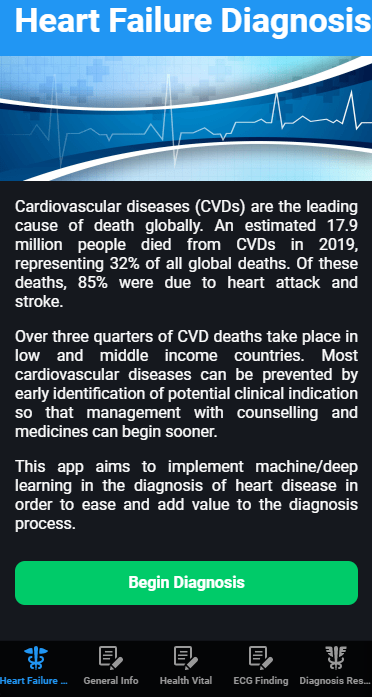 Heart Failure Diagnosis
Cardiovascular diseases (CVDs) are the leading
cause of death globally. An estimated 17.9
million people died from CVDs in 2019,
representing 32% of all global deaths. Of these
deaths, 85% were due to heart attack and
stroke.
Over three quarters of CVD deaths take place in
low and middle income countries. Most
cardiovascular diseases can be prevented by
early identification of potential clinical indication
so that management with counselling and
medicines can begin sooner.
This app aims to implement machine/deep
learning in the diagnosis of heart disease in
order to ease and add value to the diagnosis
process.
Begin Diagnosis
Heart Failure ... General Info Health Vital ECG Finding Diagnosis Res...